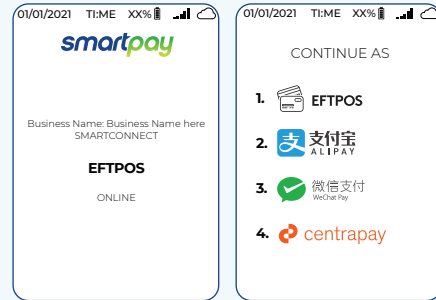 01/01/2021 TI:ME XX%
smartpay
Business Name: Business Name here
SMARTCONNECT
EFTPOS
ONLINE
01/01/2021 TI:ME XX%
CONTINUE AS
1. EFTPOS
2. 支 支付宝
ALIPAY
3. 微信支付
WeChat Pay
4. centrapay